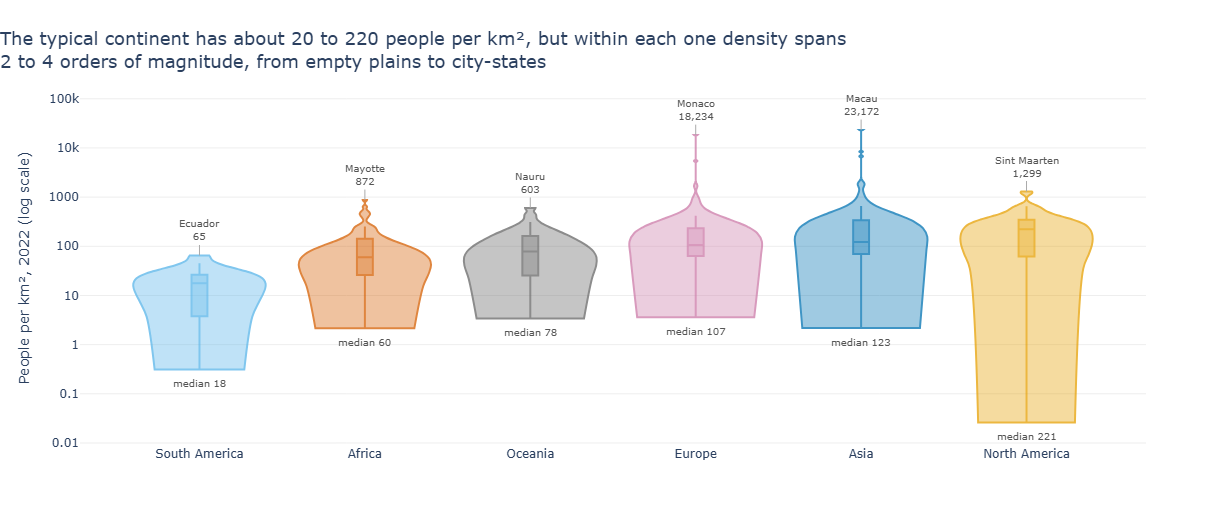 The typical continent has about 20 to 220 people per km², but within each one density spans
2 to 4 orders of magnitude, from empty plains to city-states
People per km², 2022 (log scale)
100k
10k
1000
100
10
1
0.1
0.01
Ecuador
65
Mayotte
872
Nauru
603
Monaco
18,234
Macau
23,172
Sint Maarten
1,299
median 18
median 60
median 78
median 107
median 123
median 221
South America
Africa
Oceania
Europe
Asia
North America